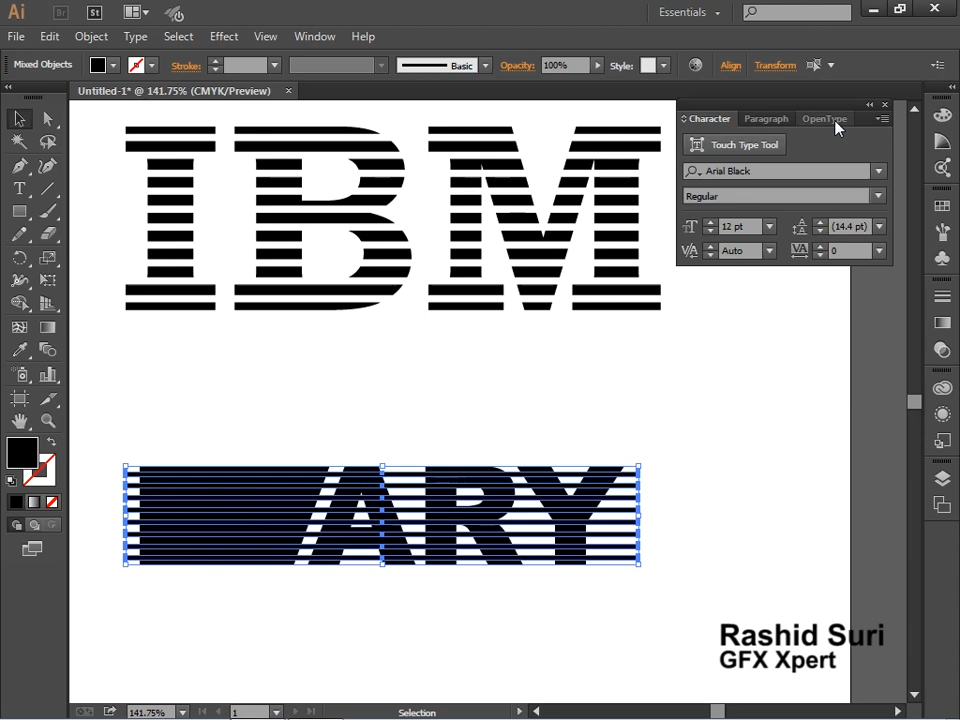 Ai Br St Essentials
File Edit Object Type Select Effect View Window Help
Mixed Objects Stroke: Basic Opacity: 100% Style: Align Transform
Untitled-1* @ 141.75% (CMYK/Preview)
Character Paragraph OpenType
Touch Type Tool
Arial Black
Regular
12 pt (14.4 pt)
Auto 0
IBM
ARY
Rashid Suri
GFX Xpert
141.75% 1 Selection